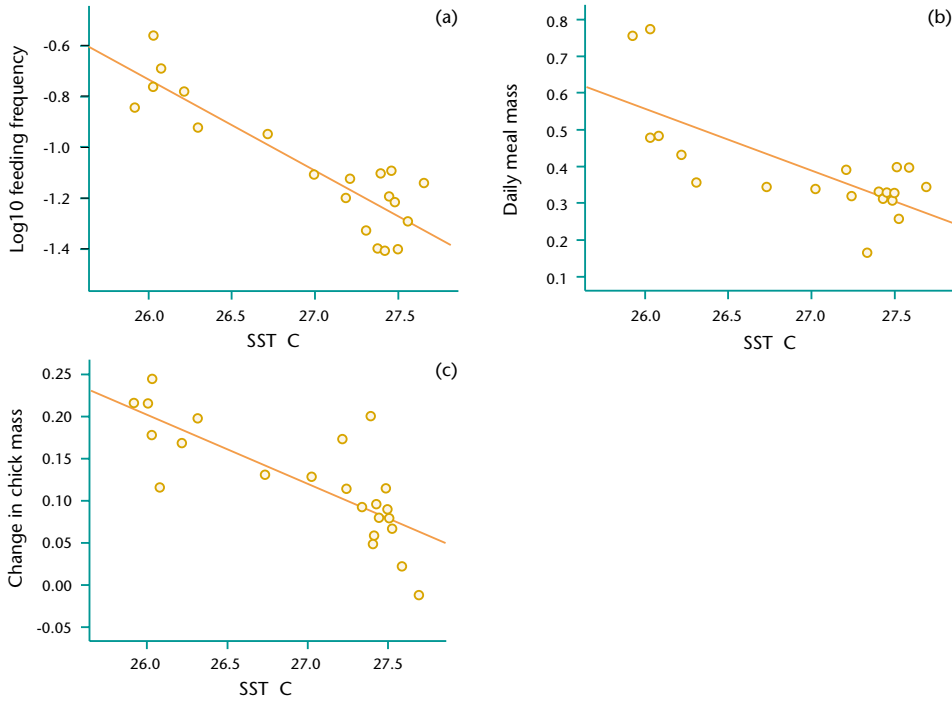 (a)
Log10 feeding frequency
-0.6
-0.8
-1.0
-1.2
-1.4
26.0 26.5 27.0 27.5
SST C
(b)
Daily meal mass
0.8
0.7
0.6
0.5
0.4
0.3
0.2
0.1
26.0 26.5 27.0 27.5
SST C
(c)
Change in chick mass
0.25
0.20
0.15
0.10
0.05
0.00
-0.05
26.0 26.5 27.0 27.5
SST C